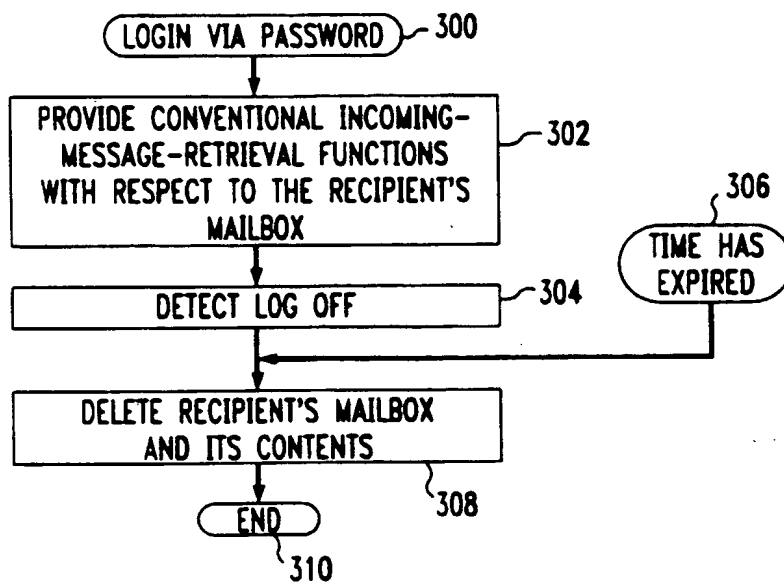 LOGIN VIA PASSWORD
300
PROVIDE CONVENTIONAL INCOMING-
MESSAGE-RETRIEVAL FUNCTIONS
WITH RESPECT TO THE RECIPIENT'S
MAILBOX
302
306
TIME HAS
EXPIRED
DETECT LOG OFF
304
DELETE RECIPIENT'S MAILBOX
AND ITS CONTENTS
308
END
310